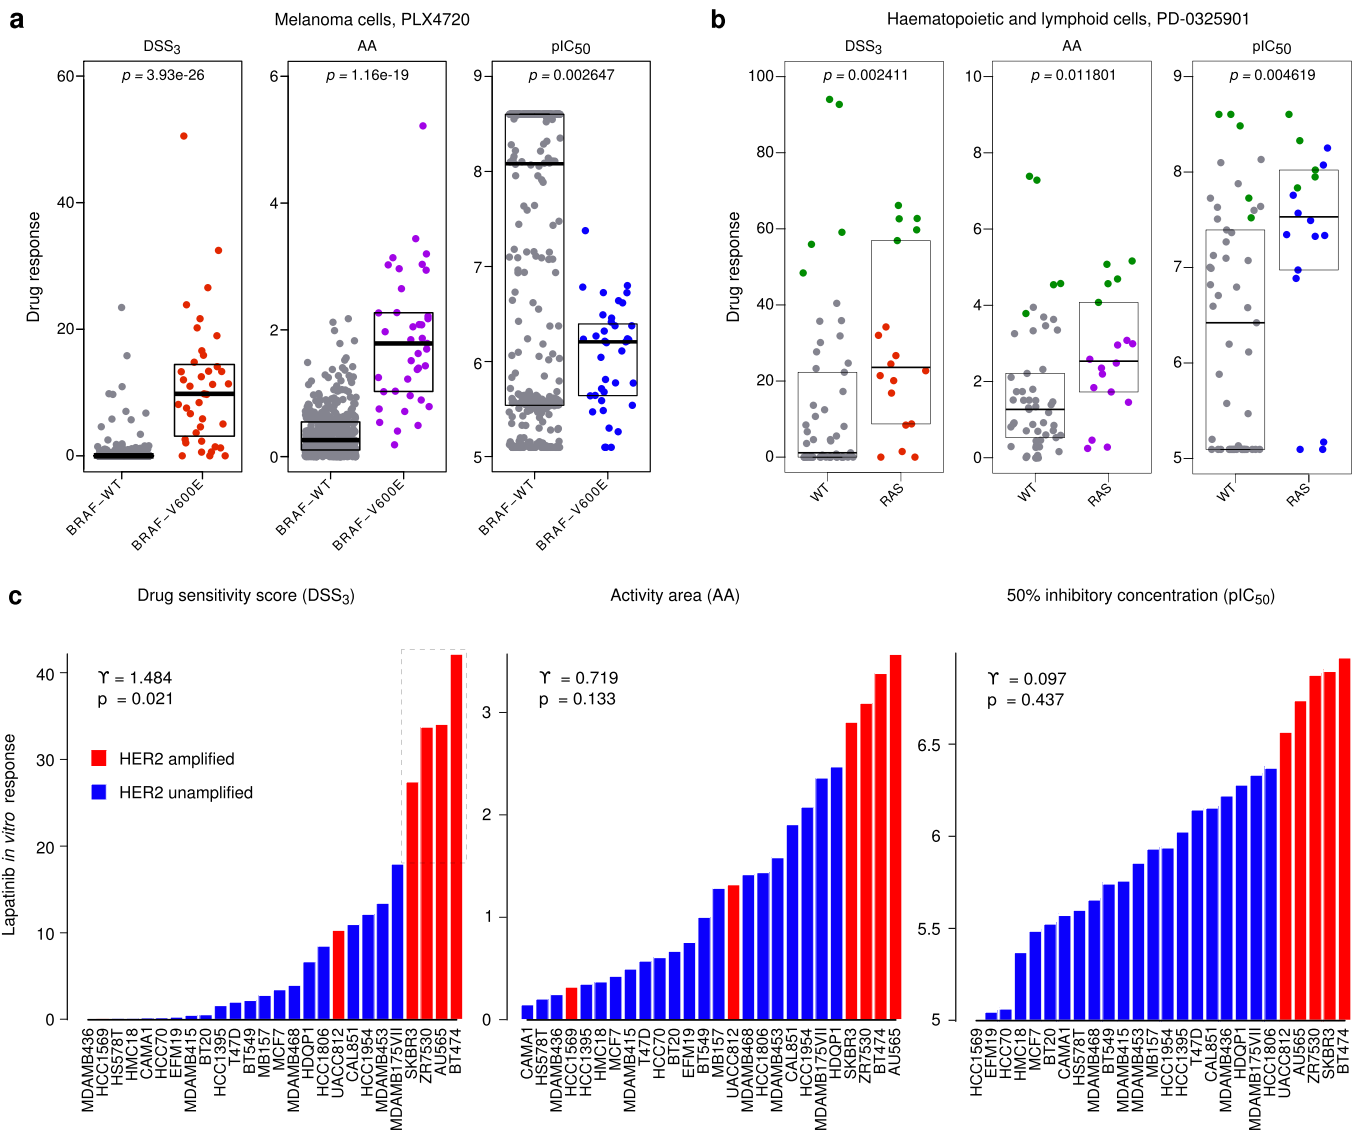 a
Melanoma cells, PLX4720
DSS3
AA
pIC50
p = 3.93e-26
p = 1.16e-19
p = 0.002647
Drug response
60
40
20
0
6
4
2
0
9
8
7
6
5
BRAF-WT
BRAF-V600E
BRAF-WT
BRAF-V600E
BRAF-WT
BRAF-V600E
b
Haematopoietic and lymphoid cells, PD-0325901
DSS3
AA
pIC50
p = 0.002411
p = 0.011801
p = 0.004619
Drug response
100
80
60
40
20
0
10
8
6
4
2
0
9
8
7
6
5
WT
RAS
WT
RAS
WT
RAS
c
Drug sensitivity score (DSS3)
Activity area (AA)
50% inhibitory concentration (pIC50)
Lapatinib in vitro response
ϒ = 1.484
p = 0.021
HER2 amplified
HER2 unamplified
40
30
20
10
0
MDAMB436
HCC1569
HS578T
HMC18
CAMA1
HCC70
EFM19
MDAMB415
BT20
HCC1395
T47D
BT549
MB157
MCF7
MDAMB468
HDQP1
HCC1806
UACC812
CAL851
HCC1954
MDAMB453
MDAMB175VII
SKBR3
ZR7530
AU565
BT474
ϒ = 0.719
p = 0.133
3
2
1
0
CAMA1
HS578T
MDAMB436
HCC1569
HCC1395
HMC18
MCF7
MDAMB415
T47D
HCC70
BT20
EFM19
BT549
MB157
UACC812
MDAMB468
HCC1806
MDAMB453
CAL851
HCC1954
MDAMB175VII
HDQP1
SKBR3
ZR7530
BT474
AU565
ϒ = 0.097
p = 0.437
6.5
6
5.5
5
HCC1569
EFM19
HCC70
HMC18
MCF7
BT20
CAMA1
HS578T
MDAMB468
BT549
MDAMB415
MDAMB453
MB157
HCC1954
HCC1395
T47D
CAL851
MDAMB436
HDQP1
MDAMB175VII
HCC1806
UACC812
AU565
ZR7530
SKBR3
BT474